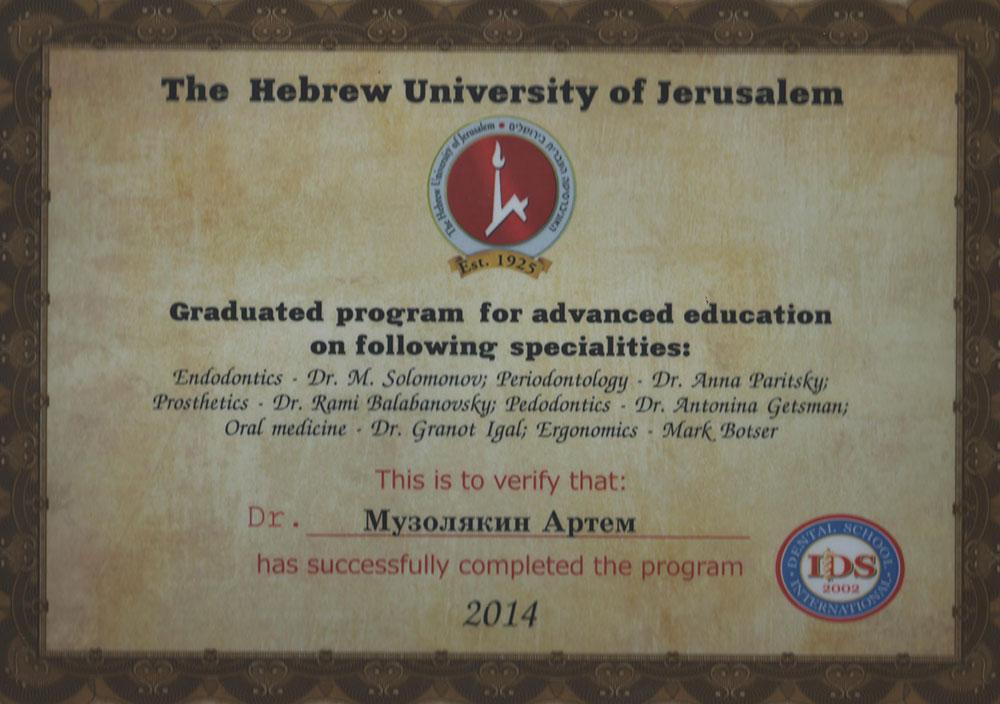 The Hebrew University of Jerusalem
The Hebrew University of Jerusalem • האוניברסיטה העברית בירושלים
Est. 1925
Graduated program for advanced education
on following specialities:
Endodontics - Dr. M. Solomonov; Periodontology - Dr. Anna Paritsky;
Prosthetics - Dr. Rami Balabanovsky; Pedodontics - Dr. Antonina Getsman;
Oral medicine - Dr. Granot Igal; Ergonomics - Mark Botser
This is to verify that:
Dr. Музолякин Артем
has successfully completed the program
2014
DENTAL SCHOOL
IDS
2002
INTERNATIONAL